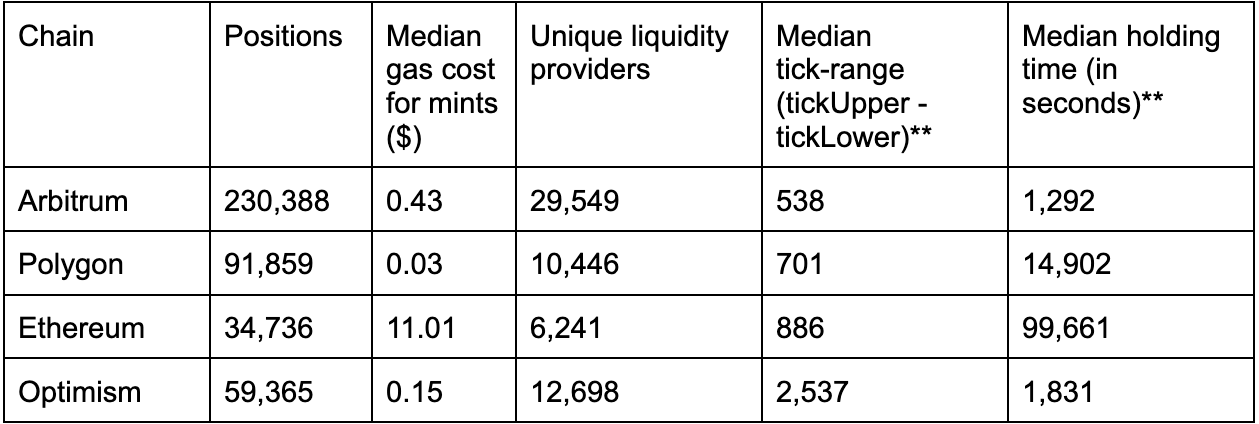 Chain Positions Median gas cost for mints ($) Unique liquidity providers Median tick-range (tickUpper - tickLower)** Median holding time (in seconds)**
Arbitrum 230,388 0.43 29,549 538 1,292
Polygon 91,859 0.03 10,446 701 14,902
Ethereum 34,736 11.01 6,241 886 99,661
Optimism 59,365 0.15 12,698 2,537 1,831